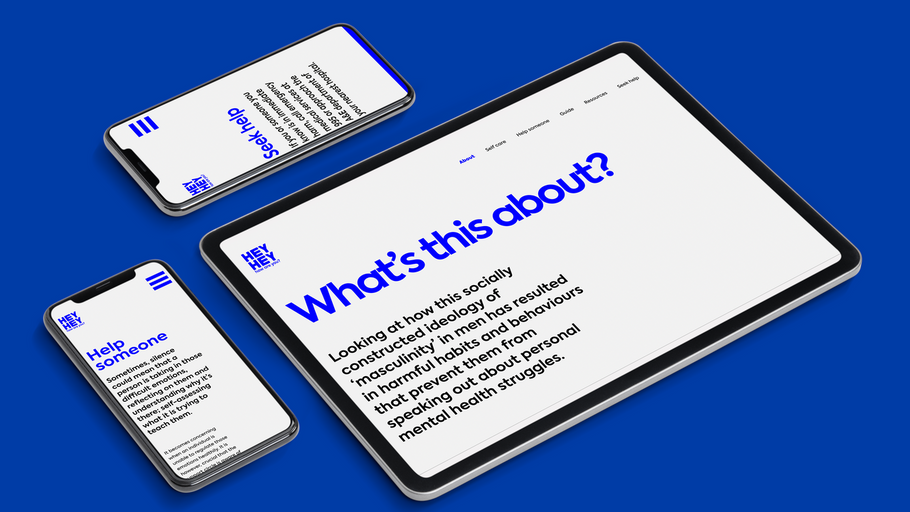 Seek help
If you or someone you
know is in immediate
harm, call emergency
medical services at
995 or approach the
A&E department of
your nearest hospital.
HEY
HEY
About
Self care
Help someone
Guide
Resources
Seek help
HEY
HEY
how are you?
What's this about?
Looking at how this socially
constructed ideology of
'masculinity' in men has resulted
in harmful habits and behaviours
that prevent them from
speaking out about personal
mental health struggles.
HEY
HEY
Help
someone
Sometimes, silence
could mean that a
person is taking in those
difficult emotions,
reflecting on them and
understanding why it's
there; self-assessing
what it is trying to
teach them.
It becomes concerning
when an individual is
unable to regulate those
emotions healthily. It is
however, crucial that the